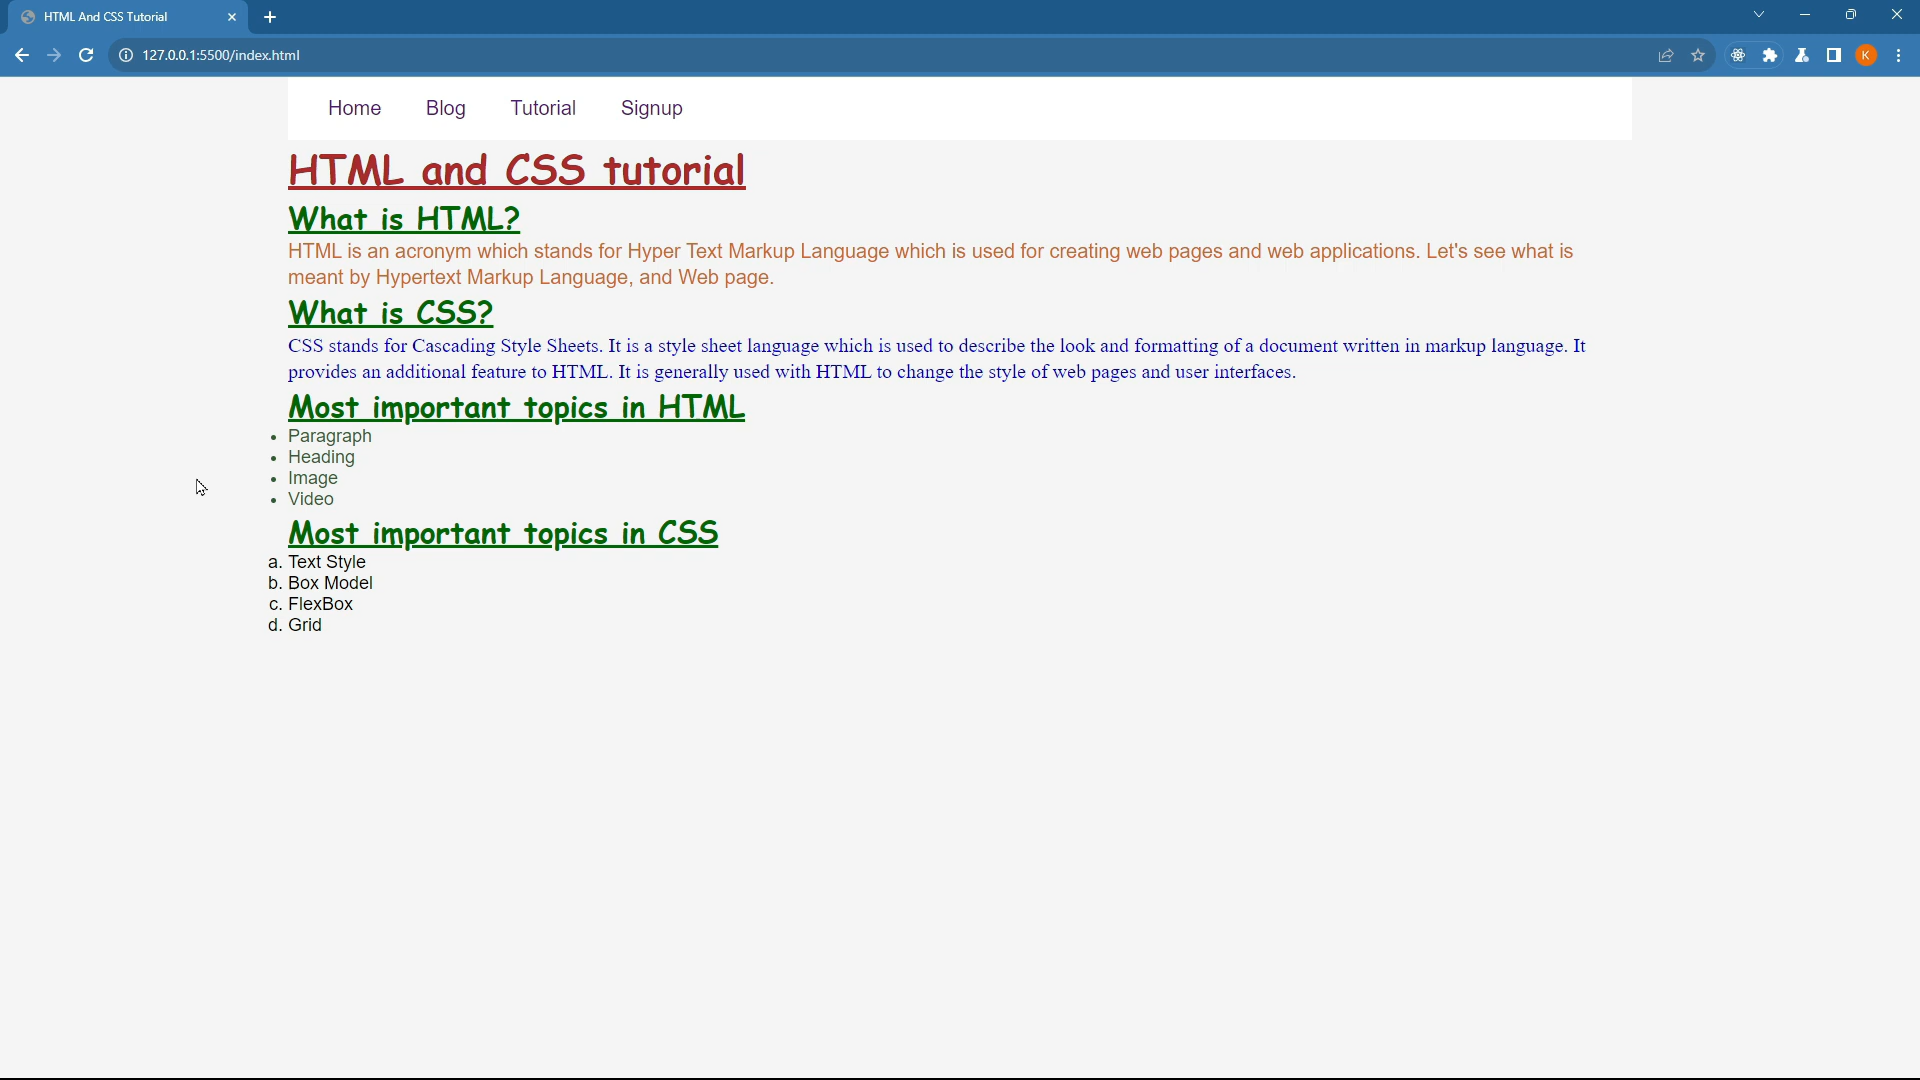 HTML And CSS Tutorial
127.0.0.1:5500/index.html
K
Home Blog Tutorial Signup
HTML and CSS tutorial
What is HTML?
HTML is an acronym which stands for Hyper Text Markup Language which is used for creating web pages and web applications. Let's see what is
meant by Hypertext Markup Language, and Web page.
What is CSS?
CSS stands for Cascading Style Sheets. It is a style sheet language which is used to describe the look and formatting of a document written in markup language. It
provides an additional feature to HTML. It is generally used with HTML to change the style of web pages and user interfaces.
Most important topics in HTML
• Paragraph
• Heading
• Image
• Video
Most important topics in CSS
a. Text Style
b. Box Model
c. FlexBox
d. Grid